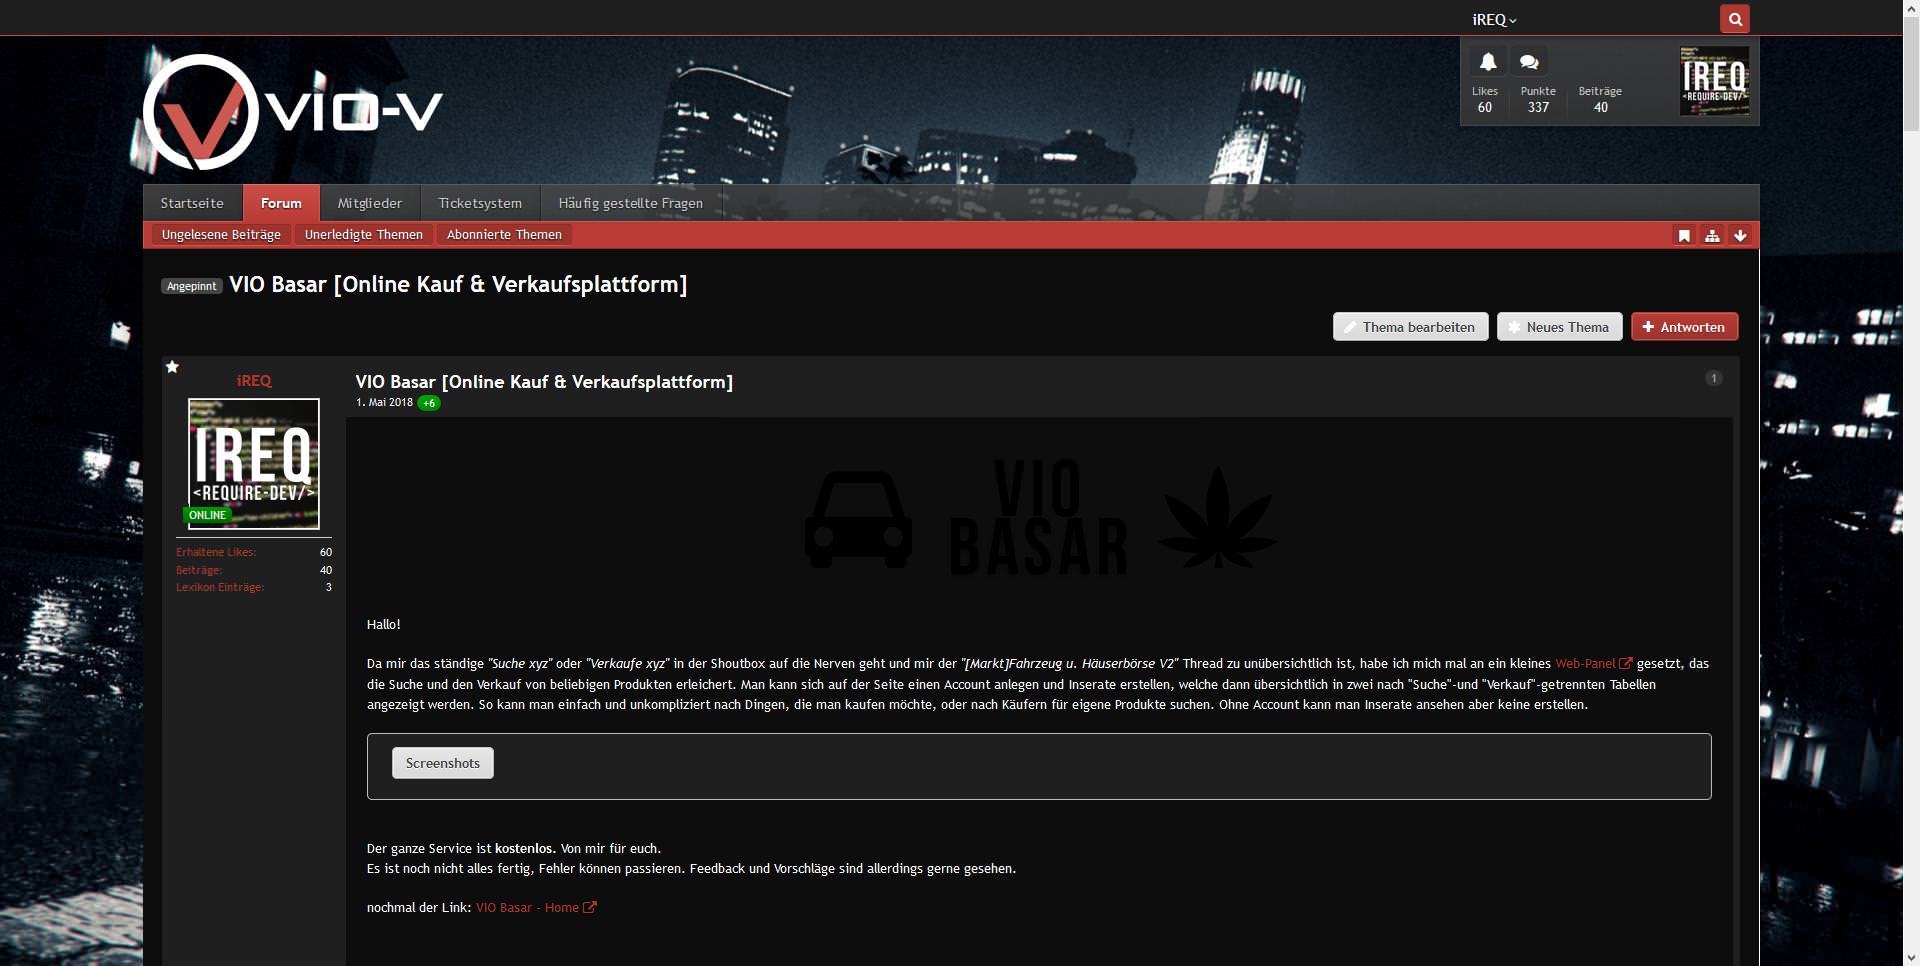 iREQ
VIO-V
Likes
60
Punkte
337
Beiträge
40
IREQ
<REQUIRE-DEV/>
Startseite
Forum
Mitglieder
Ticketsystem
Häufig gestellte Fragen
Ungelesene Beiträge
Unerledigte Themen
Abonnierte Themen
Angepinnt VIO Basar [Online Kauf & Verkaufsplattform]
Thema bearbeiten
Neues Thema
Antworten
iREQ
IREQ
<REQUIRE-DEV/>
ONLINE
Erhaltene Likes: 60
Beiträge: 40
Lexikon Einträge: 3
VIO Basar [Online Kauf & Verkaufsplattform]
1
1. Mai 2018 +6
VIO
BASAR
Hallo!
Da mir das ständige "Suche xyz" oder "Verkaufe xyz" in der Shoutbox auf die Nerven geht und mir der "[Markt]Fahrzeug u. Häuserbörse V2" Thread zu unübersichtlich ist, habe ich mich mal an ein kleines Web-Panel gesetzt, das
die Suche und den Verkauf von beliebigen Produkten erleichert. Man kann sich auf der Seite einen Account anlegen und Inserate erstellen, welche dann übersichtlich in zwei nach "Suche"-und "Verkauf"-getrennten Tabellen
angezeigt werden. So kann man einfach und unkompliziert nach Dingen, die man kaufen möchte, oder nach Käufern für eigene Produkte suchen. Ohne Account kann man Inserate ansehen aber keine erstellen.
Screenshots
Der ganze Service ist kostenlos. Von mir für euch.
Es ist noch nicht alles fertig, Fehler können passieren. Feedback und Vorschläge sind allerdings gerne gesehen.
nochmal der Link: VIO Basar - Home